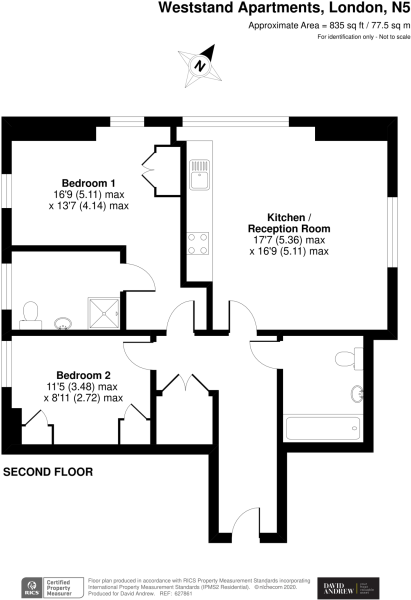 Weststand Apartments, London, N5
Approximate Area = 835 sq ft / 77.5 sq m
For identification only - Not to scale
N
Bedroom 1
16'9 (5.11) max
x 13'7 (4.14) max
Kitchen /
Reception Room
17'7 (5.36) max
x 16'9 (5.11) max
Bedroom 2
11'5 (3.48) max
x 8'11 (2.72) max
SECOND FLOOR
RICS
Certified
Property
Measurer
Floor plan produced in accordance with RICS Property Measurement Standards incorporating
International Property Measurement Standards (IPMS2 Residential). ©nichecom 2020.
Produced for David Andrew. REF: 627861
DAVID
ANDREW